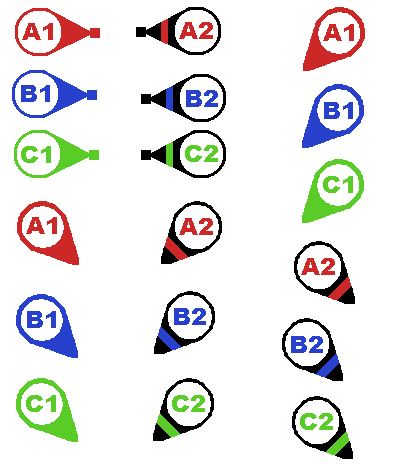 A1 A2 A1
B1 B2 B1
C1 C2 C1
A1 A2 A2
B1 B2 B2
C1 C2 C2